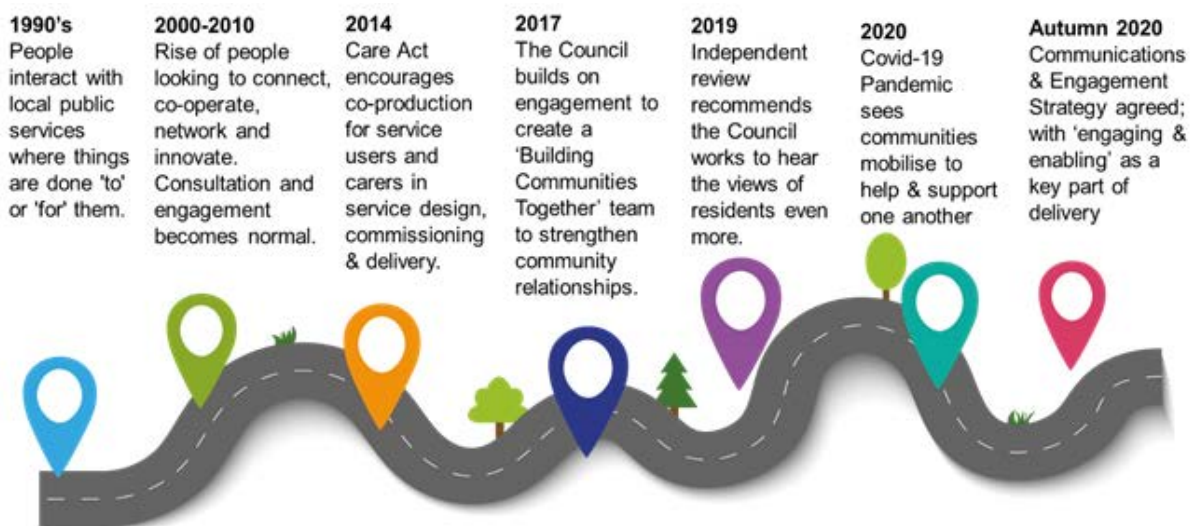 1990's
People
interact with
local public
services
where things
are done 'to'
or 'for' them.
2000-2010
Rise of people
looking to connect,
co-operate,
network and
innovate.
Consultation and
engagement
becomes normal.
2014
Care Act
encourages
co-production
for service
users and
carers in
service design,
commissioning
& delivery.
2017
The Council
builds on
engagement to
create a
‘Building
Communities
Together’ team
to strengthen
community
relationships.
2019
Independent
review
recommends
the Council
works to hear
the views of
residents even
more.
2020
Covid-19
Pandemic
sees
communities
mobilise to
help & support
one another
Autumn 2020
Communications
& Engagement
Strategy agreed;
with ‘engaging &
enabling’ as a
key part of
delivery